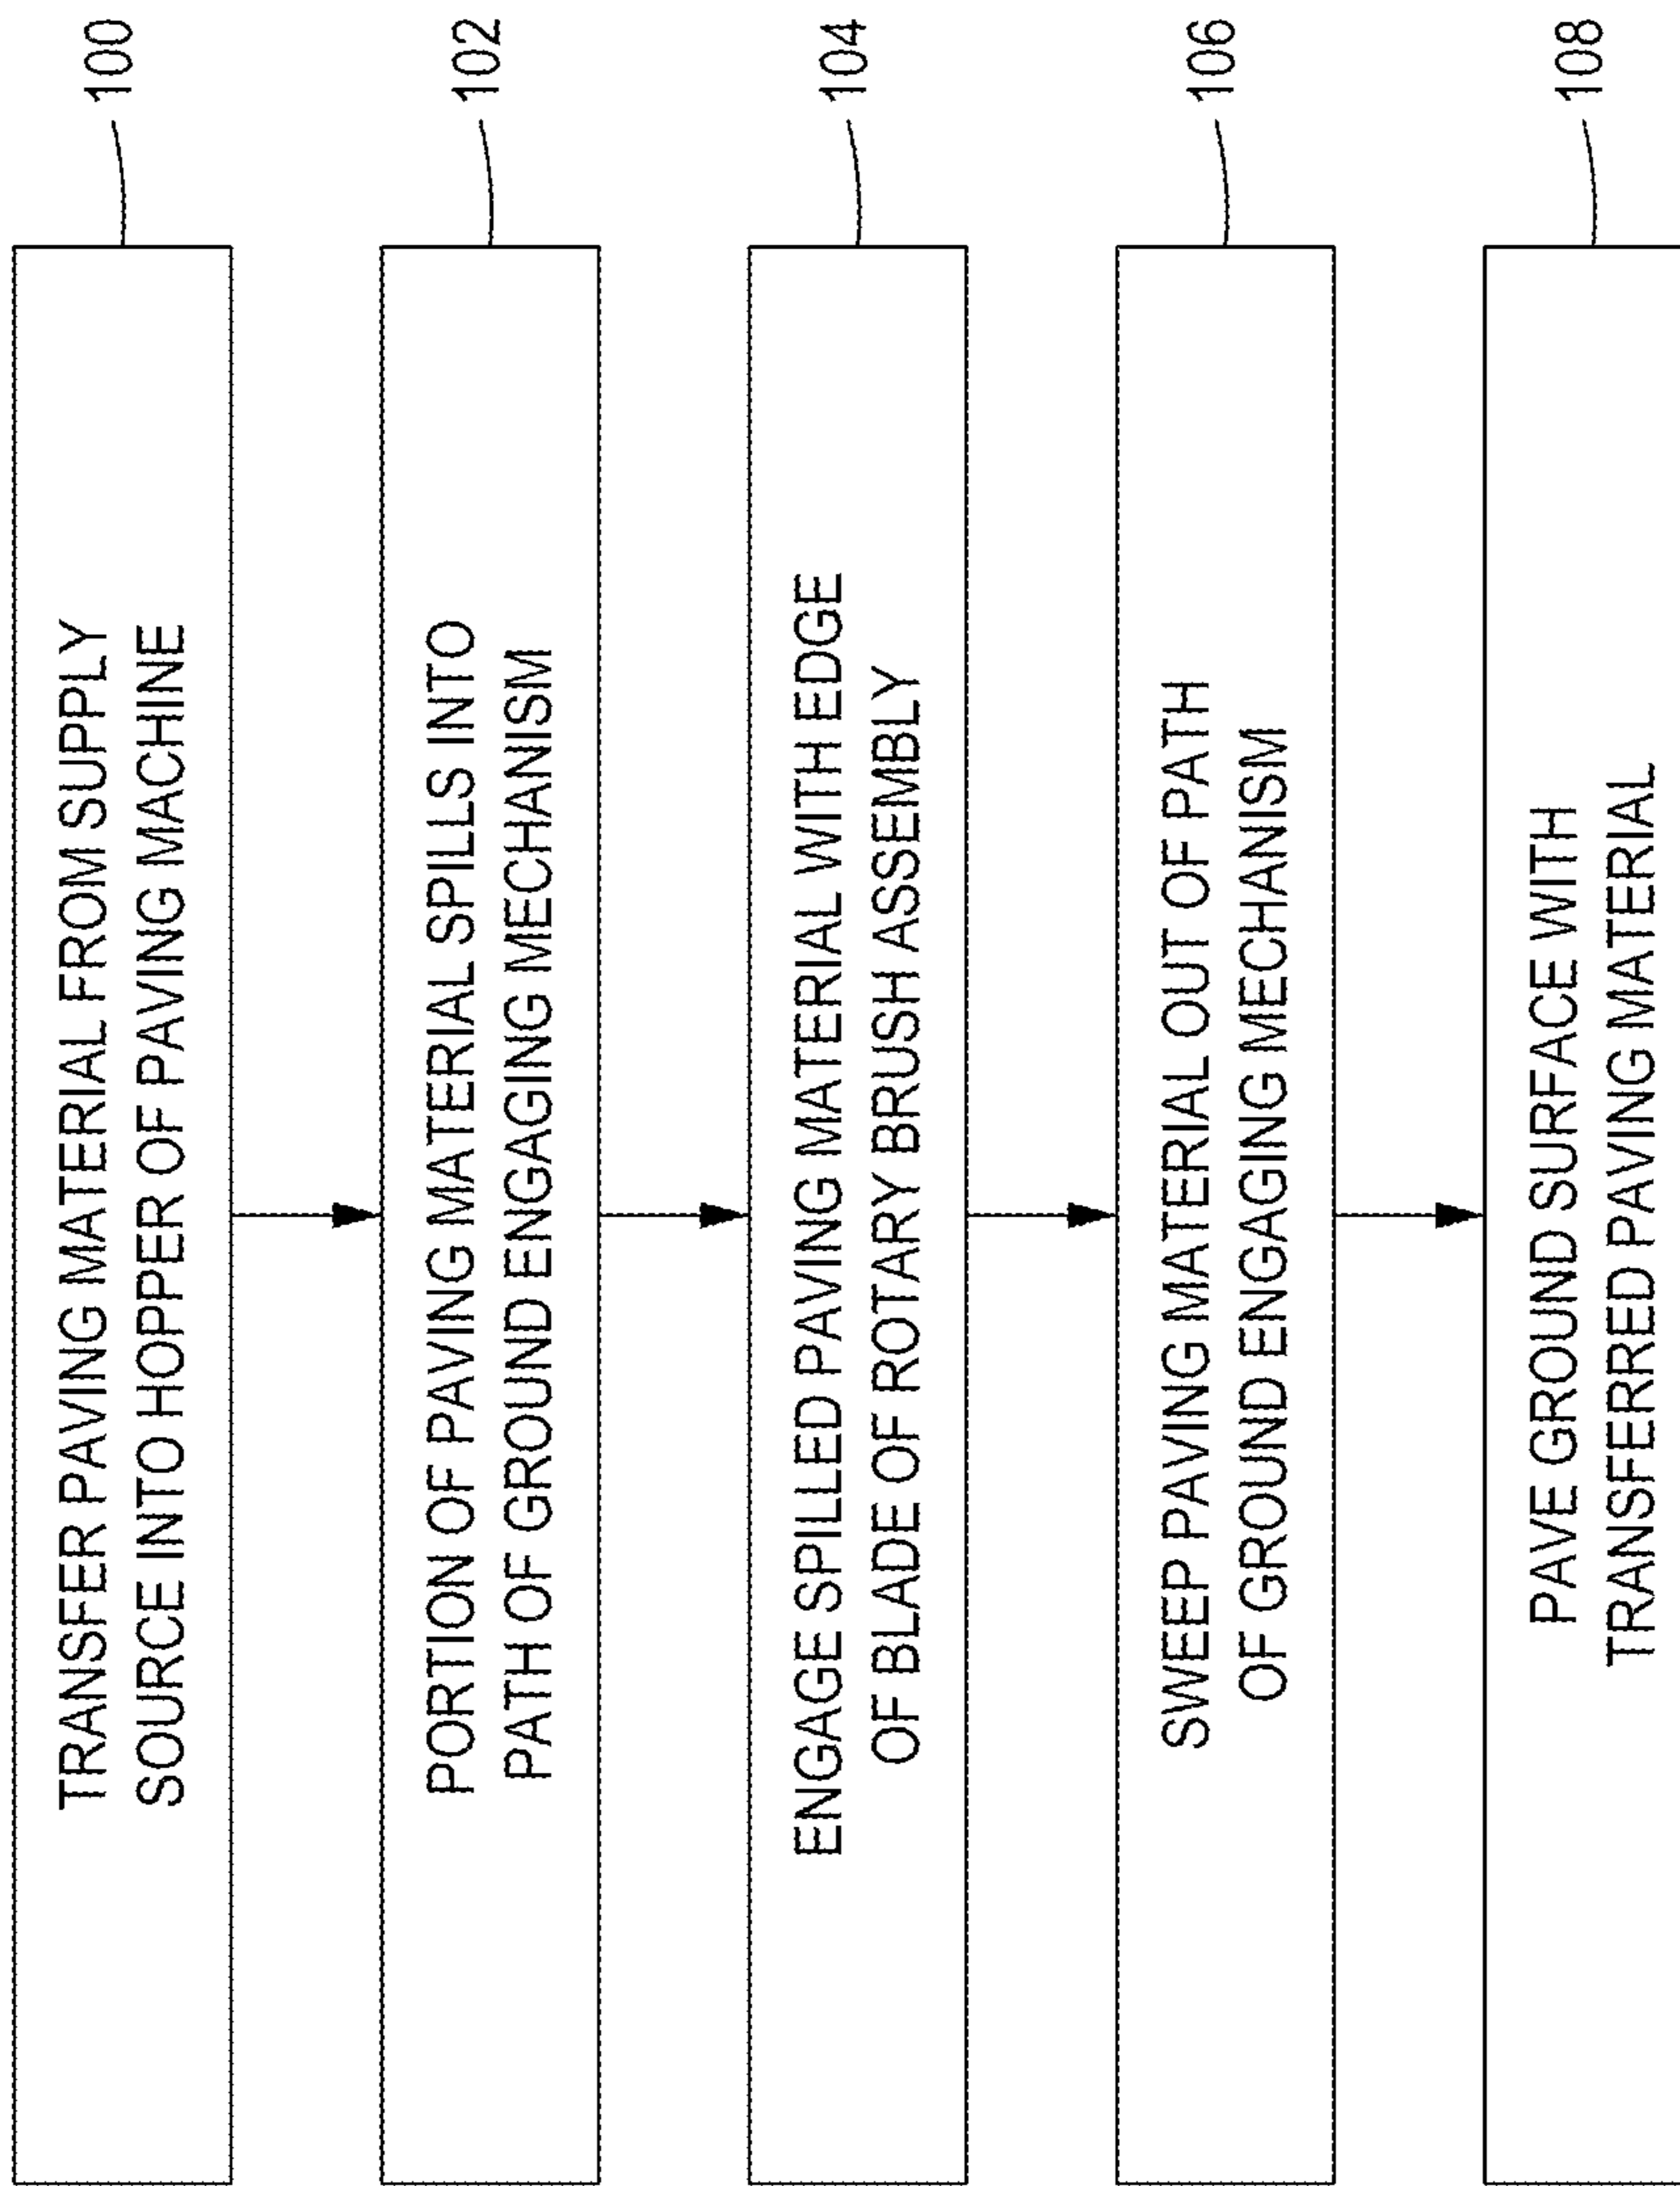 TRANSFER PAVING MATERIAL FROM SUPPLY
SOURCE INTO HOPPER OF PAVING MACHINE
100
PORTION OF PAVING MATERIAL SPILLS INTO
PATH OF GROUND ENGAGING MECHANISM
102
ENGAGE SPILLED PAVING MATERIAL WITH EDGE
OF BLADE OF ROTARY BRUSH ASSEMBLY
104
SWEEP PAVING MATERIAL OUT OF PATH
OF GROUND ENGAGING MECHANISM
106
PAVE GROUND SURFACE WITH
TRANSFERRED PAVING MATERIAL
108